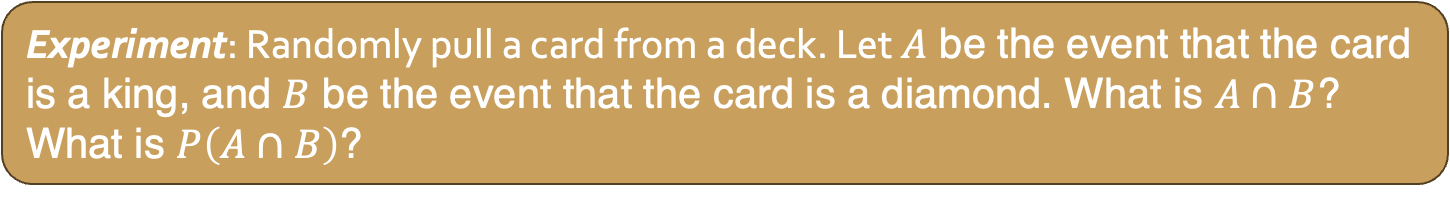 Experiment: Randomly pull a card from a deck. Let A be the event that the card
is a king, and B be the event that the card is a diamond. What is A ∩ B?
What is P(A ∩ B)?